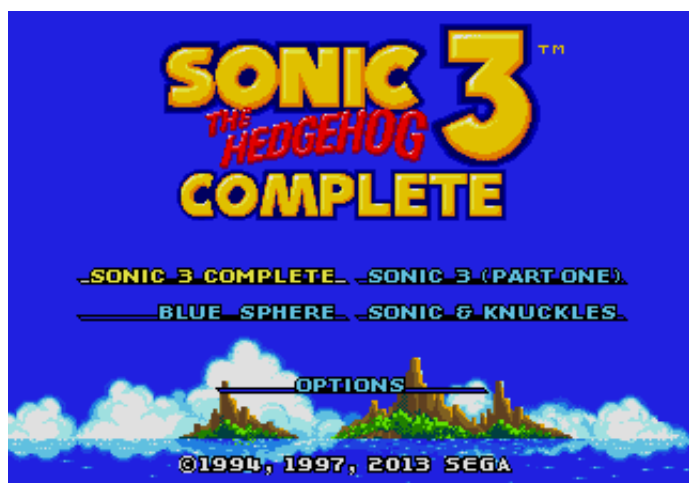 SONIC 3 ™
THE
HEDGEHOG
COMPLETE
SONIC 3 COMPLETE SONIC 3 (PART ONE)
BLUE SPHERE SONIC & KNUCKLES
OPTIONS
©1994, 1997, 2013 SEGA